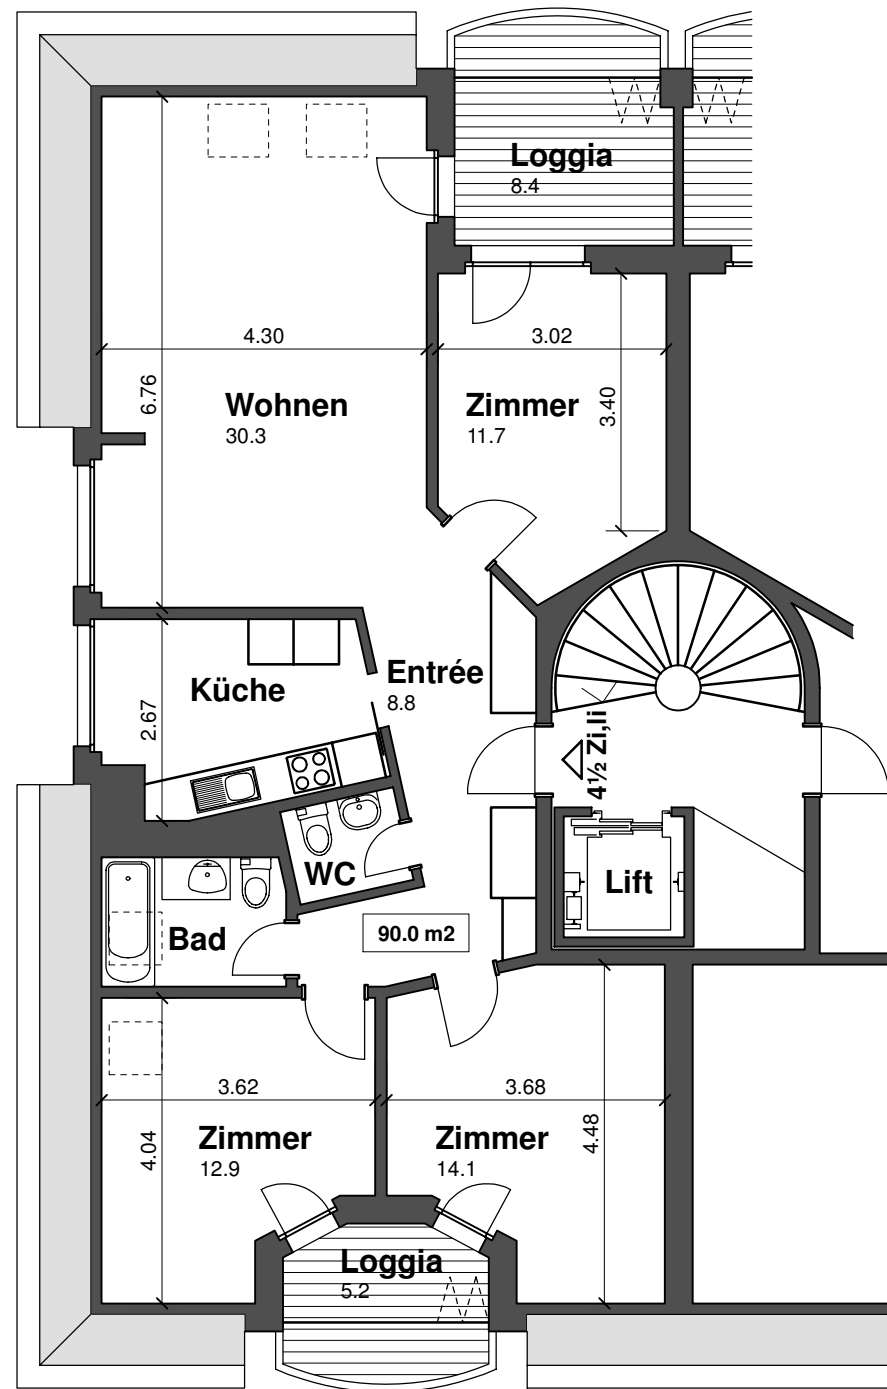 Loggia
8.4
4.30
3.02
6.76
3.40
Wohnen
30.3
Zimmer
11.7
Küche
2.67
Entrée
8.8
4½ Zi,li
WC
Lift
Bad
90.0 m2
3.62
3.68
4.04
4.48
Zimmer
12.9
Zimmer
14.1
Loggia
5.2